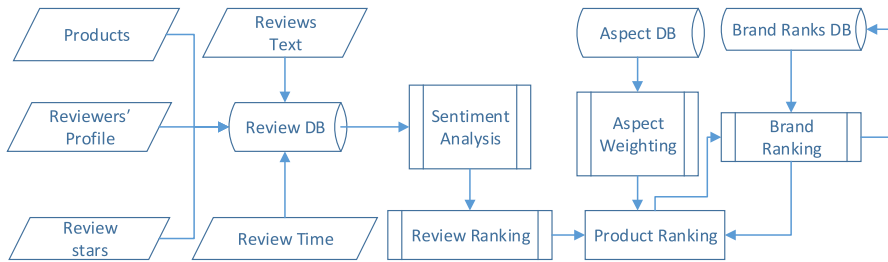 Products
Reviews
Text
Aspect DB
Brand Ranks DB
Reviewers'
Profile
Review DB
Sentiment
Analysis
Aspect
Weighting
Brand
Ranking
Review
stars
Review Time
Review Ranking
Product Ranking